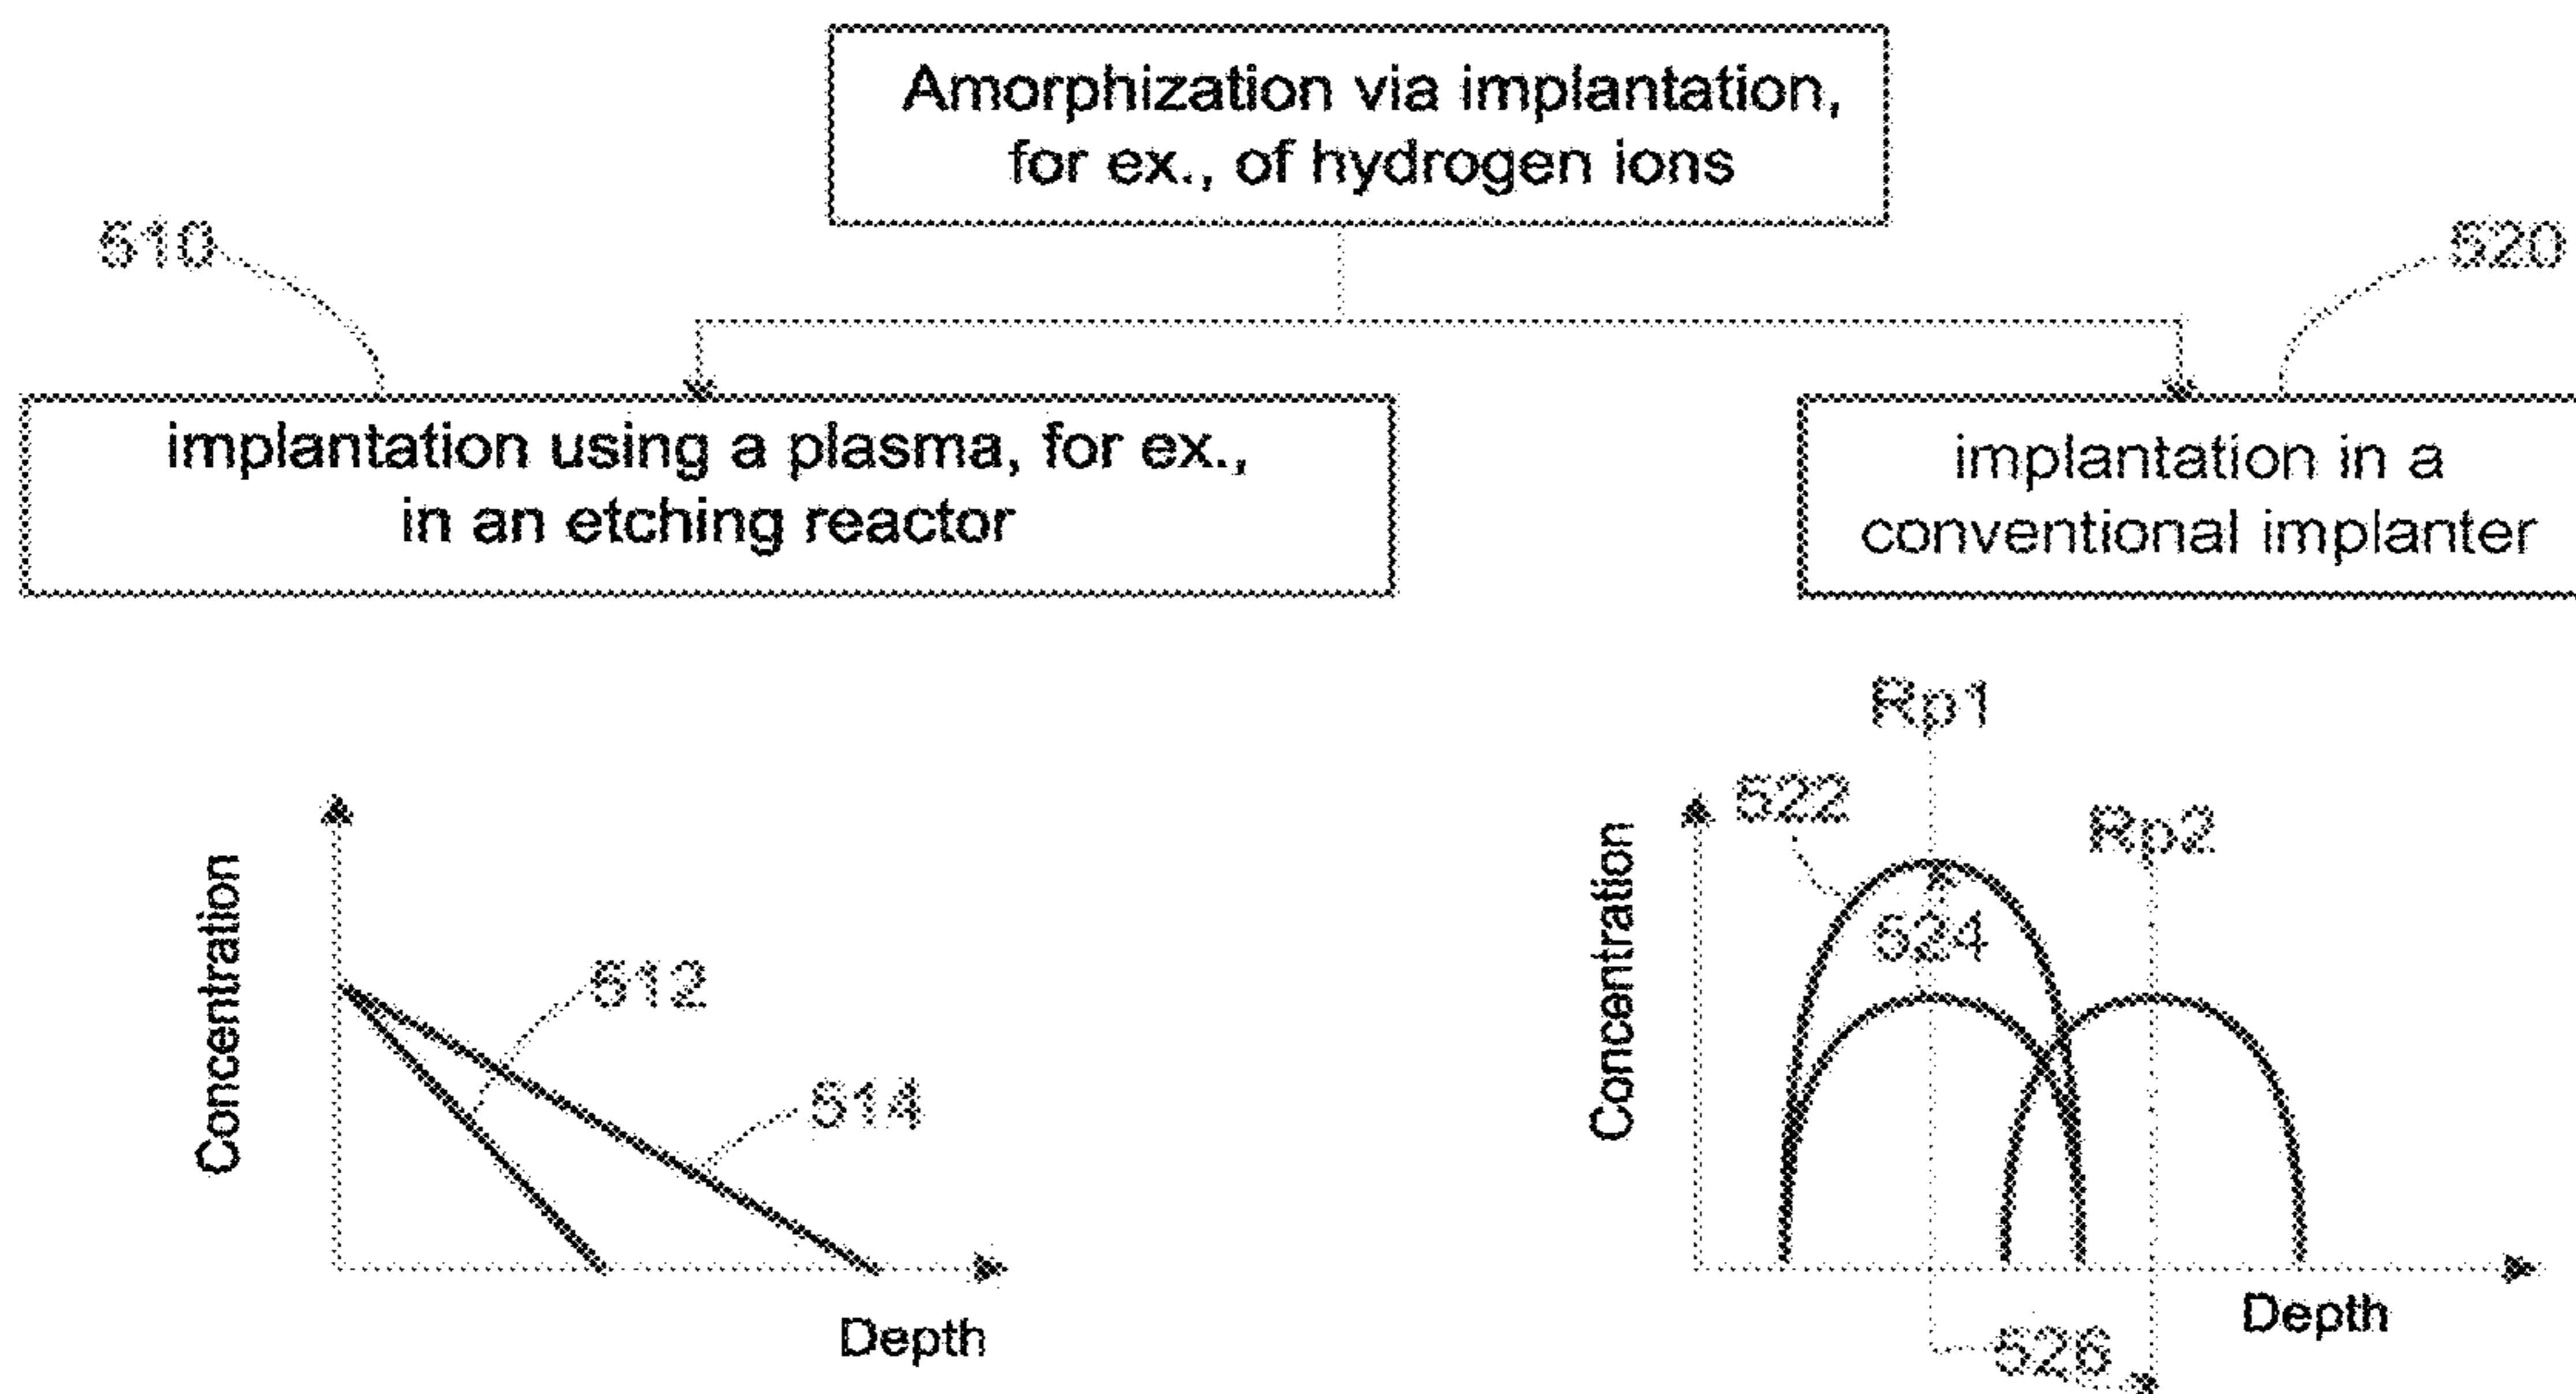 Amorphization via implantation,
for ex., of hydrogen ions
510
520
implantation using a plasma, for ex.,
in an etching reactor
implantation in a
conventional implanter
Rp1
522
Rp2
524
Concentration
512
514
Depth
Concentration
Depth
526